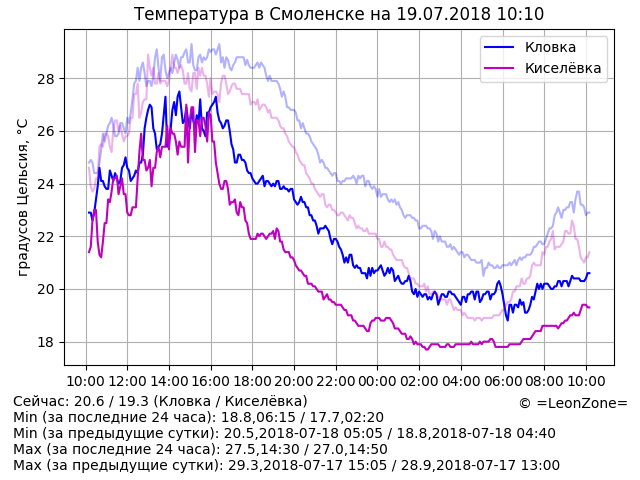 Температура в Смоленске на 19.07.2018 10:10
Кловка
Киселёвка
градусов Цельсия, °C
28
26
24
22
20
18
10:00 12:00 14:00 16:00 18:00 20:00 22:00 00:00 02:00 04:00 06:00 08:00 10:00
Сейчас: 20.6 / 19.3 (Кловка / Киселёвка)
© =LeonZone=
Min (за последние 24 часа): 18.8,06:15 / 17.7,02:20
Min (за предыдущие сутки): 20.5,2018-07-18 05:05 / 18.8,2018-07-18 04:40
Max (за последние 24 часа): 27.5,14:30 / 27.0,14:50
Max (за предыдущие сутки): 29.3,2018-07-17 15:05 / 28.9,2018-07-17 13:00